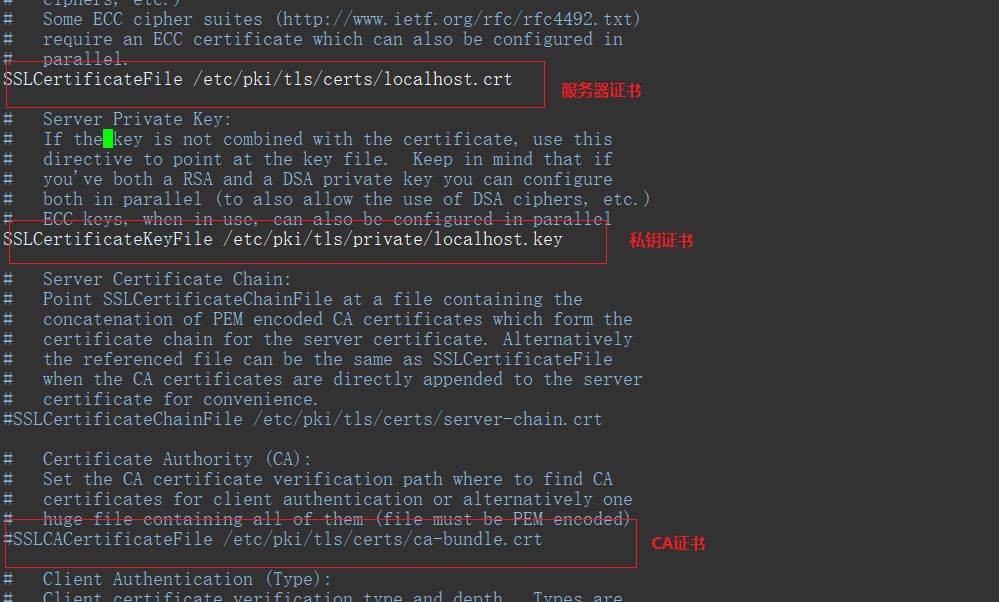 #   Some ECC cipher suites (http://www.ietf.org/rfc/rfc4492.txt)
#   require an ECC certificate which can also be configured in
#   parallel.
SSLCertificateFile /etc/pki/tls/certs/localhost.crt
服务器证书
#   Server Private Key:
#   If the key is not combined with the certificate, use this
#   directive to point at the key file.  Keep in mind that if
#   you've both a RSA and a DSA private key you can configure
#   both in parallel (to also allow the use of DSA ciphers, etc.)
#   ECC keys, when in use, can also be configured in parallel
SSLCertificateKeyFile /etc/pki/tls/private/localhost.key
私钥证书
#   Server Certificate Chain:
#   Point SSLCertificateChainFile at a file containing the
#   concatenation of PEM encoded CA certificates which form the
#   certificate chain for the server certificate. Alternatively
#   the referenced file can be the same as SSLCertificateFile
#   when the CA certificates are directly appended to the server
#   certificate for convenience.
#SSLCertificateChainFile /etc/pki/tls/certs/server-chain.crt
#   Certificate Authority (CA):
#   Set the CA certificate verification path where to find CA
#   certificates for client authentication or alternatively one
#   huge file containing all of them (file must be PEM encoded)
#SSLCACertificateFile /etc/pki/tls/certs/ca-bundle.crt
CA证书
#   Client Authentication (Type):
#   Client certificate verification type and depth.  Types are